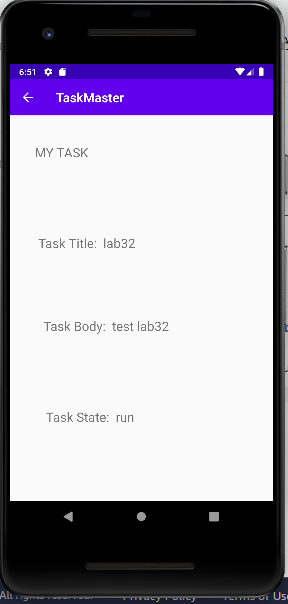 6:51
TaskMaster
MY TASK
Task Title: lab32
Task Body: test lab32
Task State: run
Privacy Policy
Terms of Use